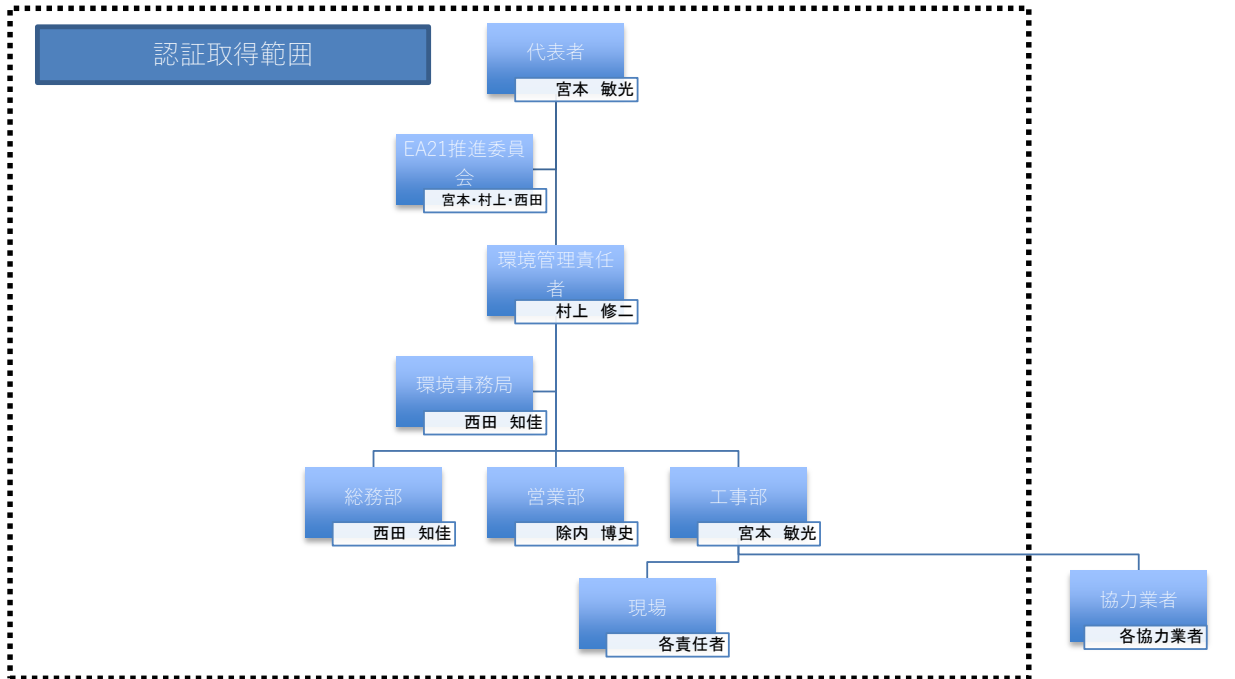 認証取得範囲
代表者
宮本 敏光
EA21推進委員
会
宮本・村上・西田
環境管理責任
者
村上 修二
環境事務局
西田 知佳
総務部
西田 知佳
営業部
除内 博史
工事部
宮本 敏光
現場
各責任者
協力業者
各協力業者